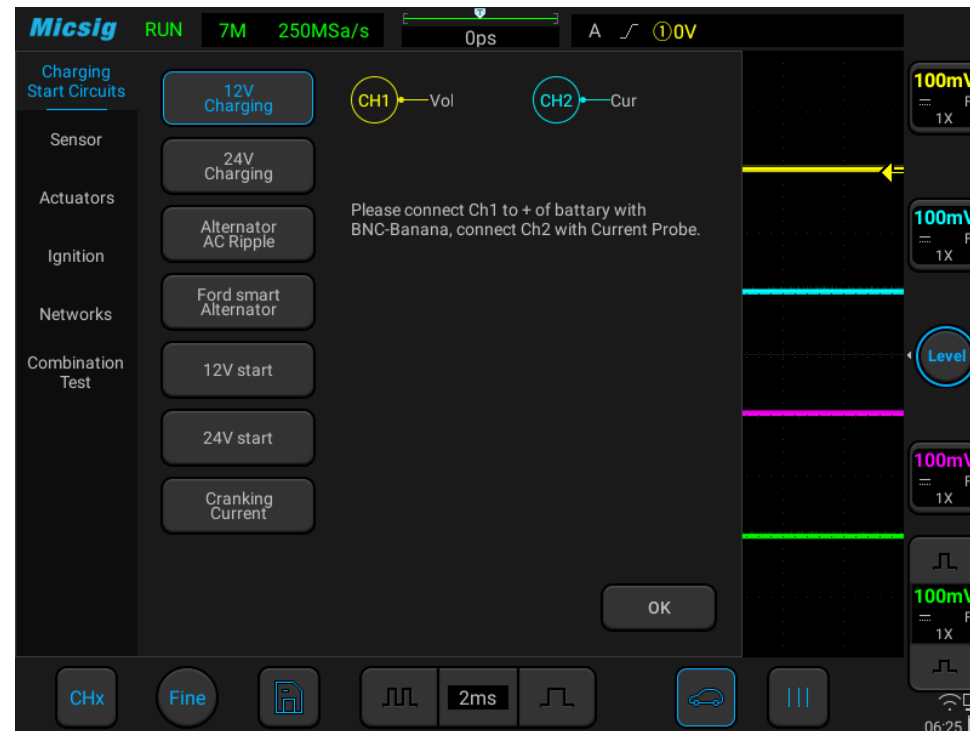 Micsig RUN 7M 250MSa/s T 0ps A ①0V
Charging
Start Circuits
Sensor
Actuators
Ignition
Networks
Combination
Test
12V
Charging
24V
Charging
Alternator
AC Ripple
Ford smart
Alternator
12V start
24V start
Cranking
Current
CH1 Vol CH2 Cur
Please connect Ch1 to + of battary with
BNC-Banana, connect Ch2 with Current Probe.
OK
100mV
F
1X
100mV
F
1X
Level
100mV
F
1X
100mV
F
1X
CHx Fine 2ms
06:25